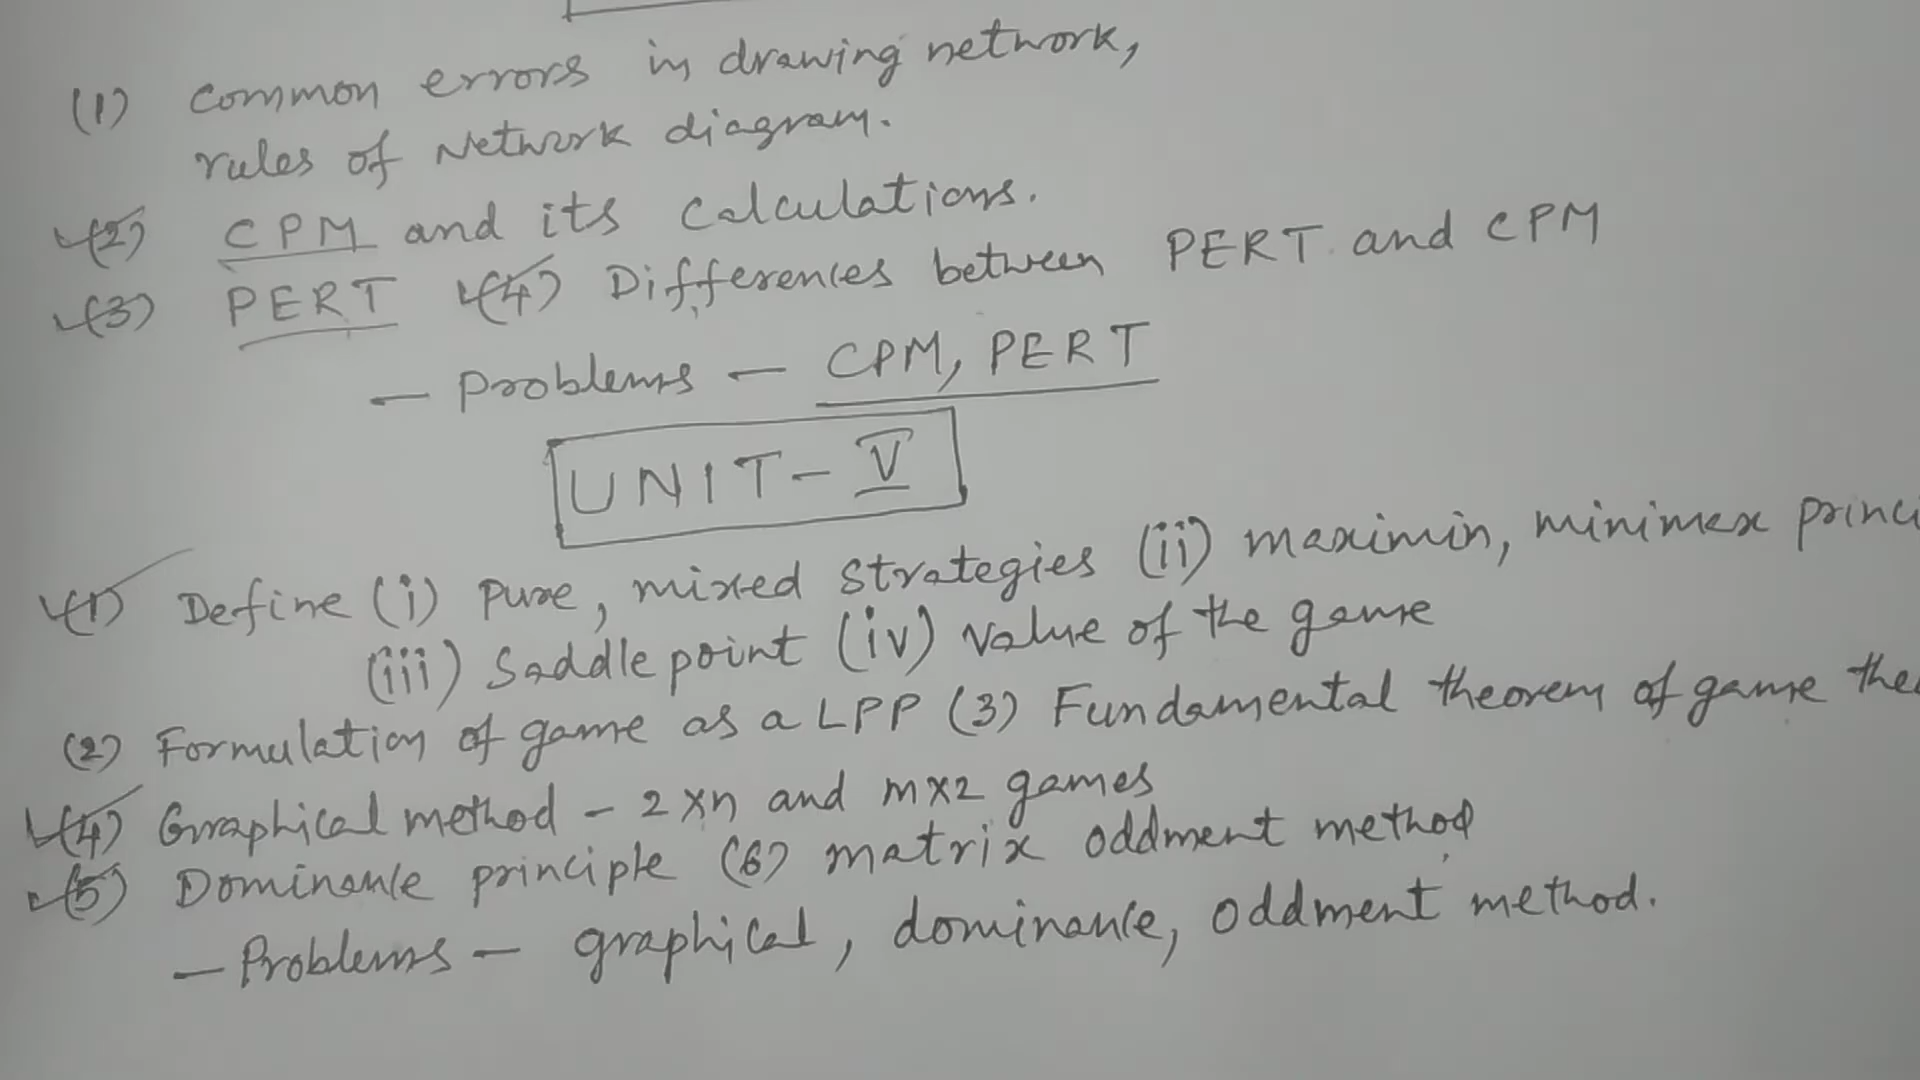 (1) Common errors in drawing network,
rules of Network diagram.
(2) CPM and its Calculations.
(3) PERT (4) Differences between PERT and CPM
- Problems - CPM, PERT
UNIT-V
(1) Define (i) Pure, mixed Strategies (ii) maximin, minimax
(iii) Saddle point (iv) Value of the game
(2) Formulation of game as a LPP (3) Fundamental theorem of game
(4) Graphical method - 2xn and mx2 games
(5) Dominance principle (6) matrix oddment method
- Problems - graphical, dominance, oddment method.